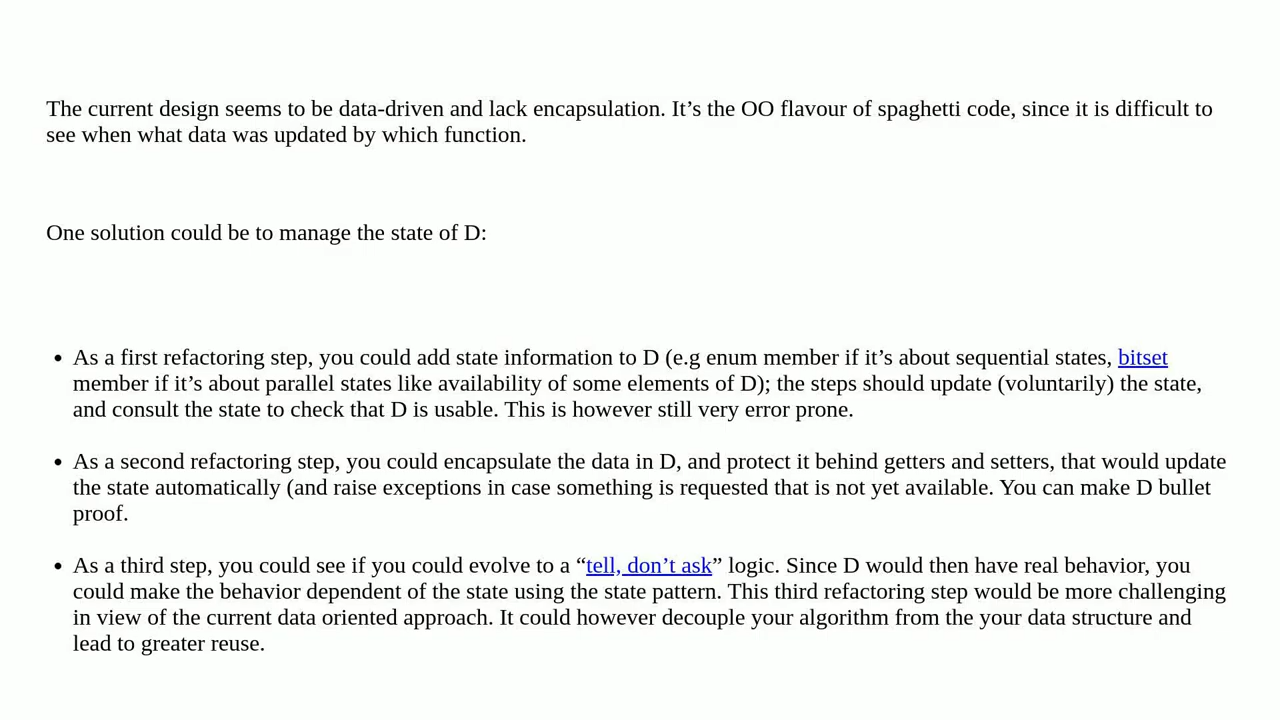 The current design seems to be data-driven and lack encapsulation. It’s the OO flavour of spaghetti code, since it is difficult to
see when what data was updated by which function.
One solution could be to manage the state of D:
• As a first refactoring step, you could add state information to D (e.g enum member if it’s about sequential states, bitset
member if it’s about parallel states like availability of some elements of D); the steps should update (voluntarily) the state,
and consult the state to check that D is usable. This is however still very error prone.
• As a second refactoring step, you could encapsulate the data in D, and protect it behind getters and setters, that would update
the state automatically (and raise exceptions in case something is requested that is not yet available. You can make D bullet
proof.
• As a third step, you could see if you could evolve to a “tell, don’t ask” logic. Since D would then have real behavior, you
could make the behavior dependent of the state using the state pattern. This third refactoring step would be more challenging
in view of the current data oriented approach. It could however decouple your algorithm from the your data structure and
lead to greater reuse.